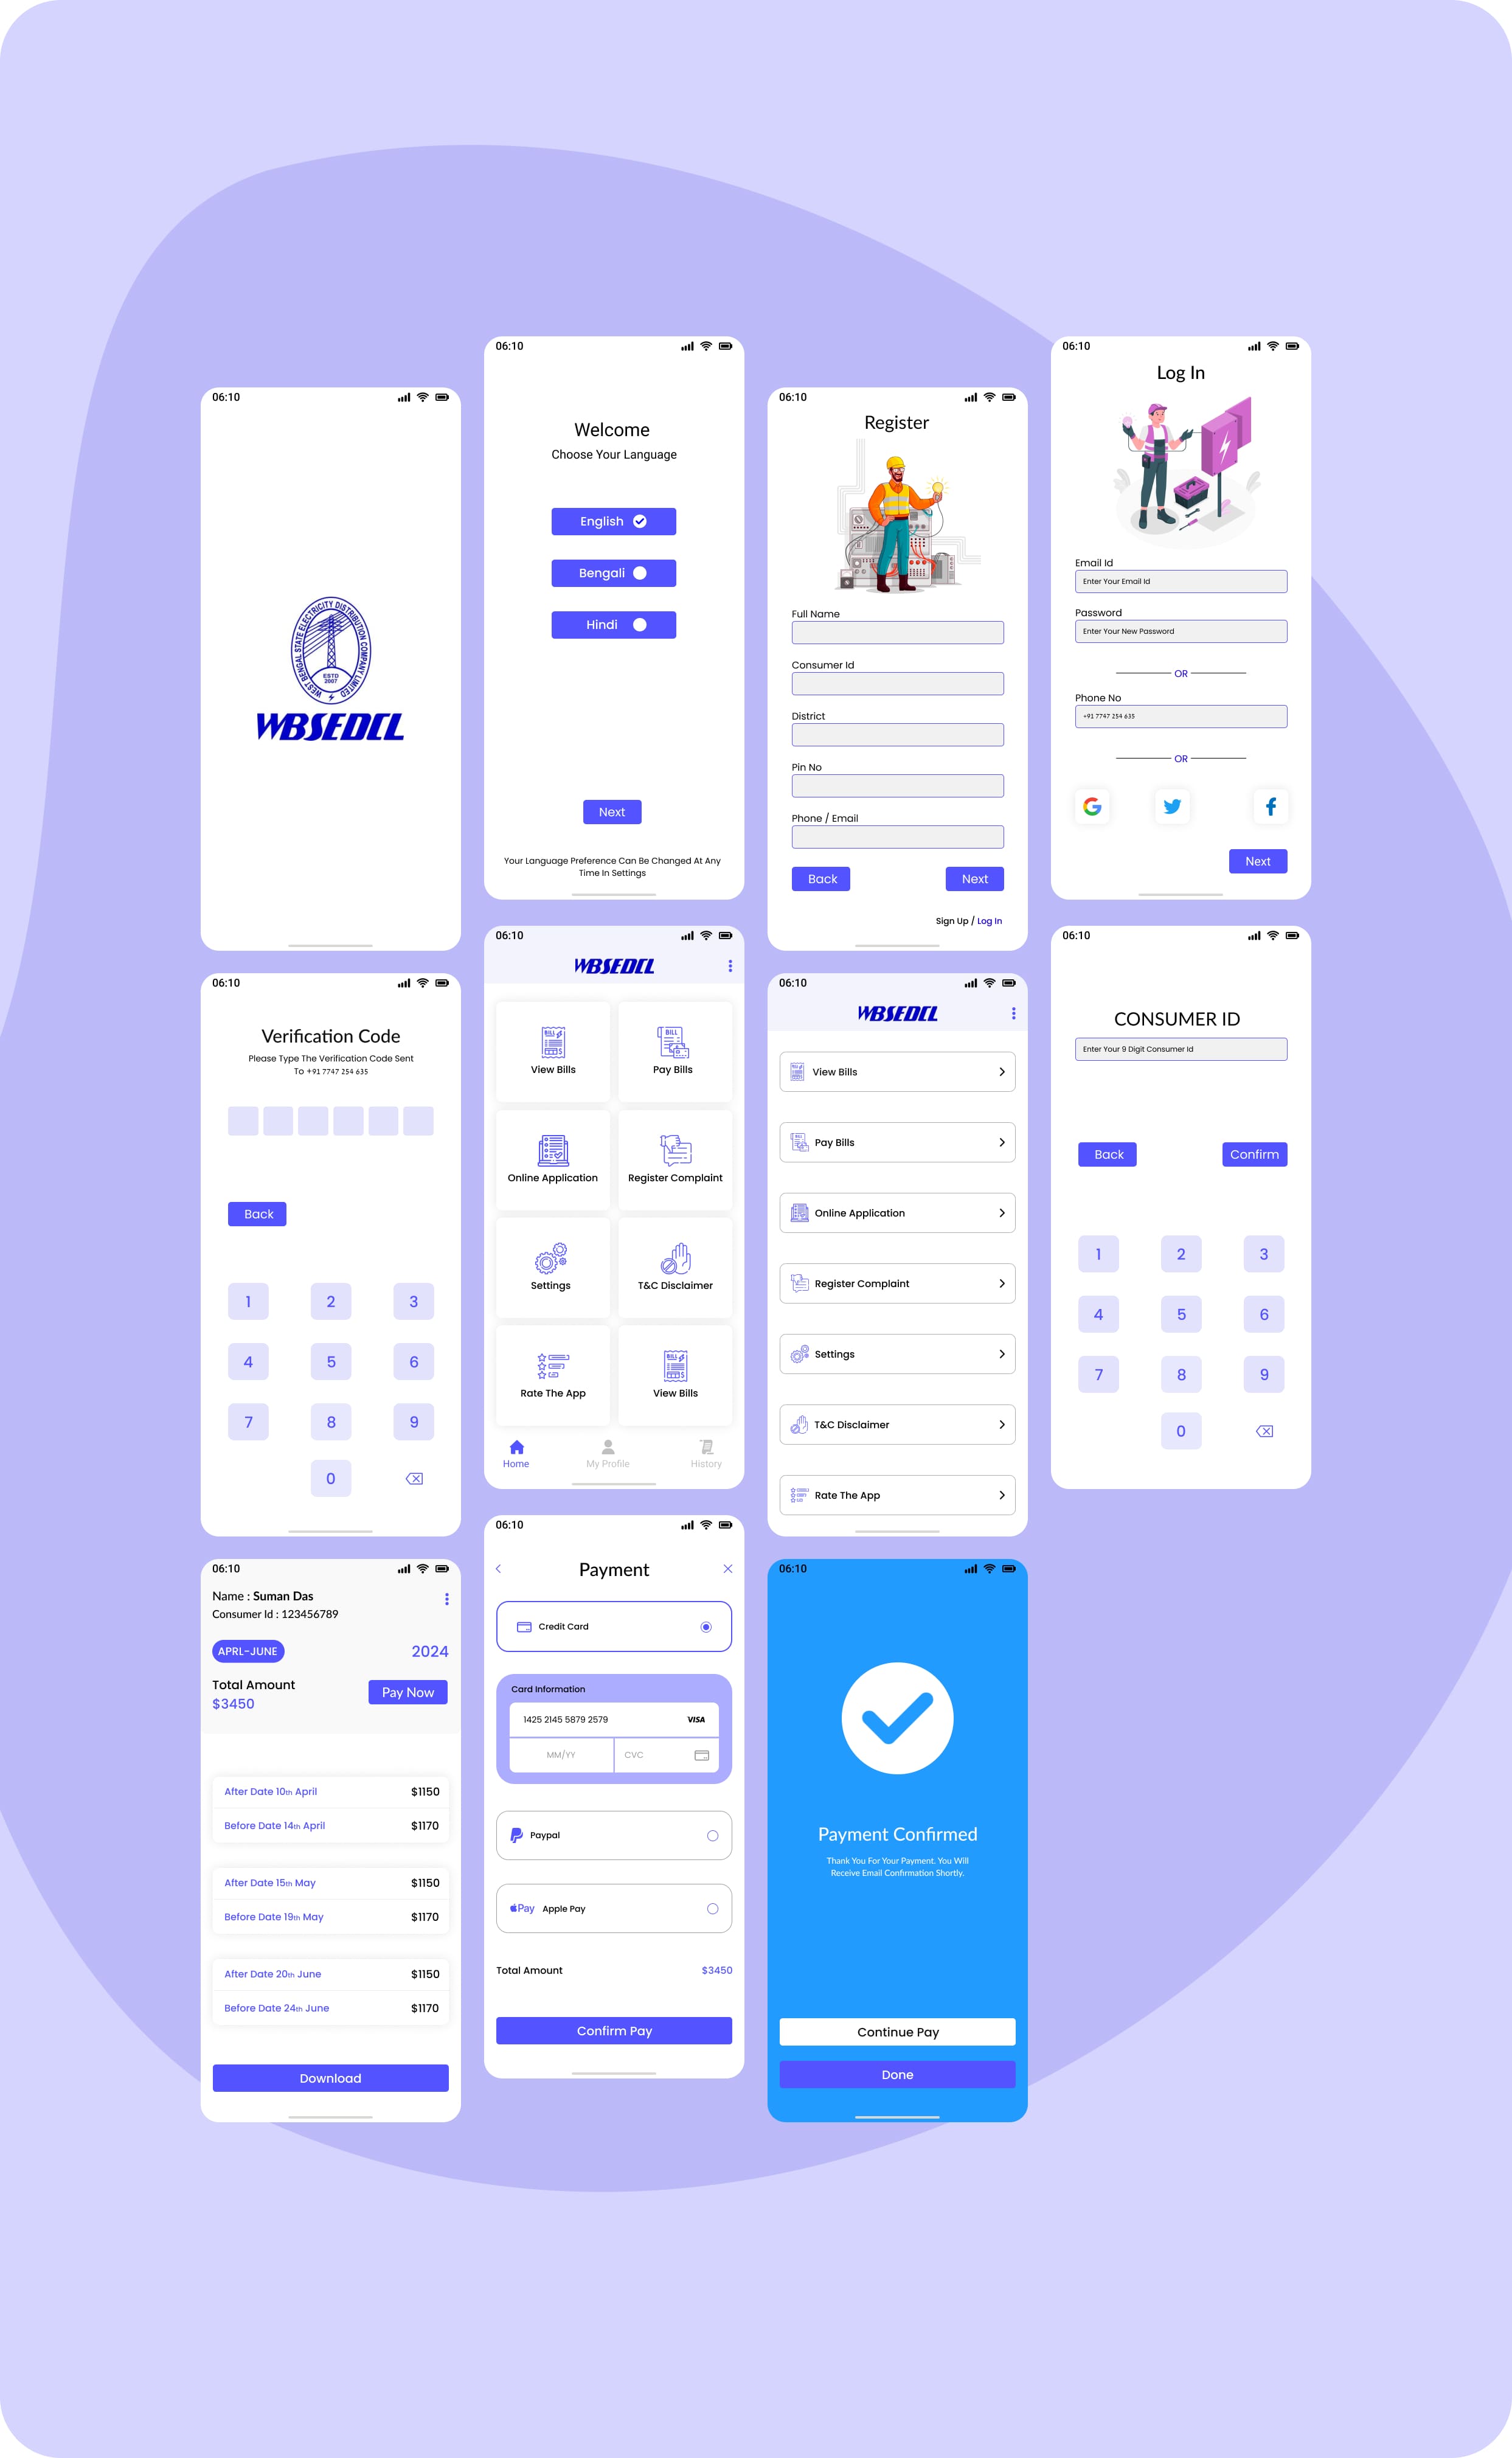 06:10
WEST BENGAL STATE ELECTRICITY DISTRIBUTION COMPANY LIMITED
ESTD
2007
WBSEDCL
06:10
Welcome
Choose Your Language
English
Bengali
Hindi
Next
Your Language Preference Can Be Changed At Any
Time In Settings
06:10
Register
Full Name
Consumer Id
District
Pin No
Phone / Email
Back
Next
Sign Up / Log In
06:10
Log In
Email Id
Enter Your Email Id
Password
Enter Your New Password
OR
Phone No
+91 7747 254 635
OR
Next
06:10
Verification Code
Please Type The Verification Code Sent
To +91 7747 254 635
Back
1 2 3
4 5 6
7 8 9
0
06:10
WBSEDCL
BILL
View Bills
BILL
Pay Bills
Online Application
Register Complaint
Settings
T&C Disclaimer
Rate The App
BILL
View Bills
Home
My Profile
History
06:10
WBSEDCL
View Bills
Pay Bills
Online Application
Register Complaint
Settings
T&C Disclaimer
Rate The App
06:10
CONSUMER ID
Enter Your 9 Digit Consumer Id
Back
Confirm
1 2 3
4 5 6
7 8 9
0
06:10
Name : Suman Das
Consumer Id : 123456789
APRL-JUNE
2024
Total Amount
$3450
Pay Now
After Date 10th April $1150
Before Date 14th April $1170
After Date 15th May $1150
Before Date 19th May $1170
After Date 20th June $1150
Before Date 24th June $1170
Download
06:10
Payment
Credit Card
Card Information
1425 2145 5879 2579 VISA
MM/YY CVC
Paypal
Pay Apple Pay
Total Amount $3450
Confirm Pay
06:10
Payment Confirmed
Thank You For Your Payment. You Will
Receive Email Confirmation Shortly.
Continue Pay
Done